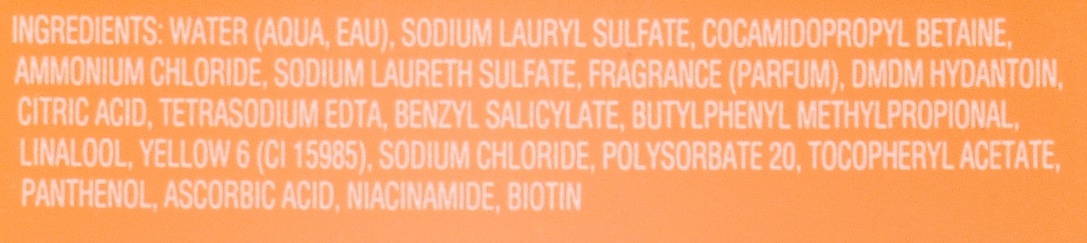 INGREDIENTS: WATER (AQUA, EAU), SODIUM LAURYL SULFATE, COCAMIDOPROPYL BETAINE,
AMMONIUM CHLORIDE, SODIUM LAURETH SULFATE, FRAGRANCE (PARFUM), DMDM HYDANTOIN,
CITRIC ACID, TETRASODIUM EDTA, BENZYL SALICYLATE, BUTYLPHENYL METHYLPROPIONAL,
LINALOOL, YELLOW 6 (CI 15985), SODIUM CHLORIDE, POLYSORBATE 20, TOCOPHERYL ACETATE,
PANTHENOL, ASCORBIC ACID, NIACINAMIDE, BIOTIN